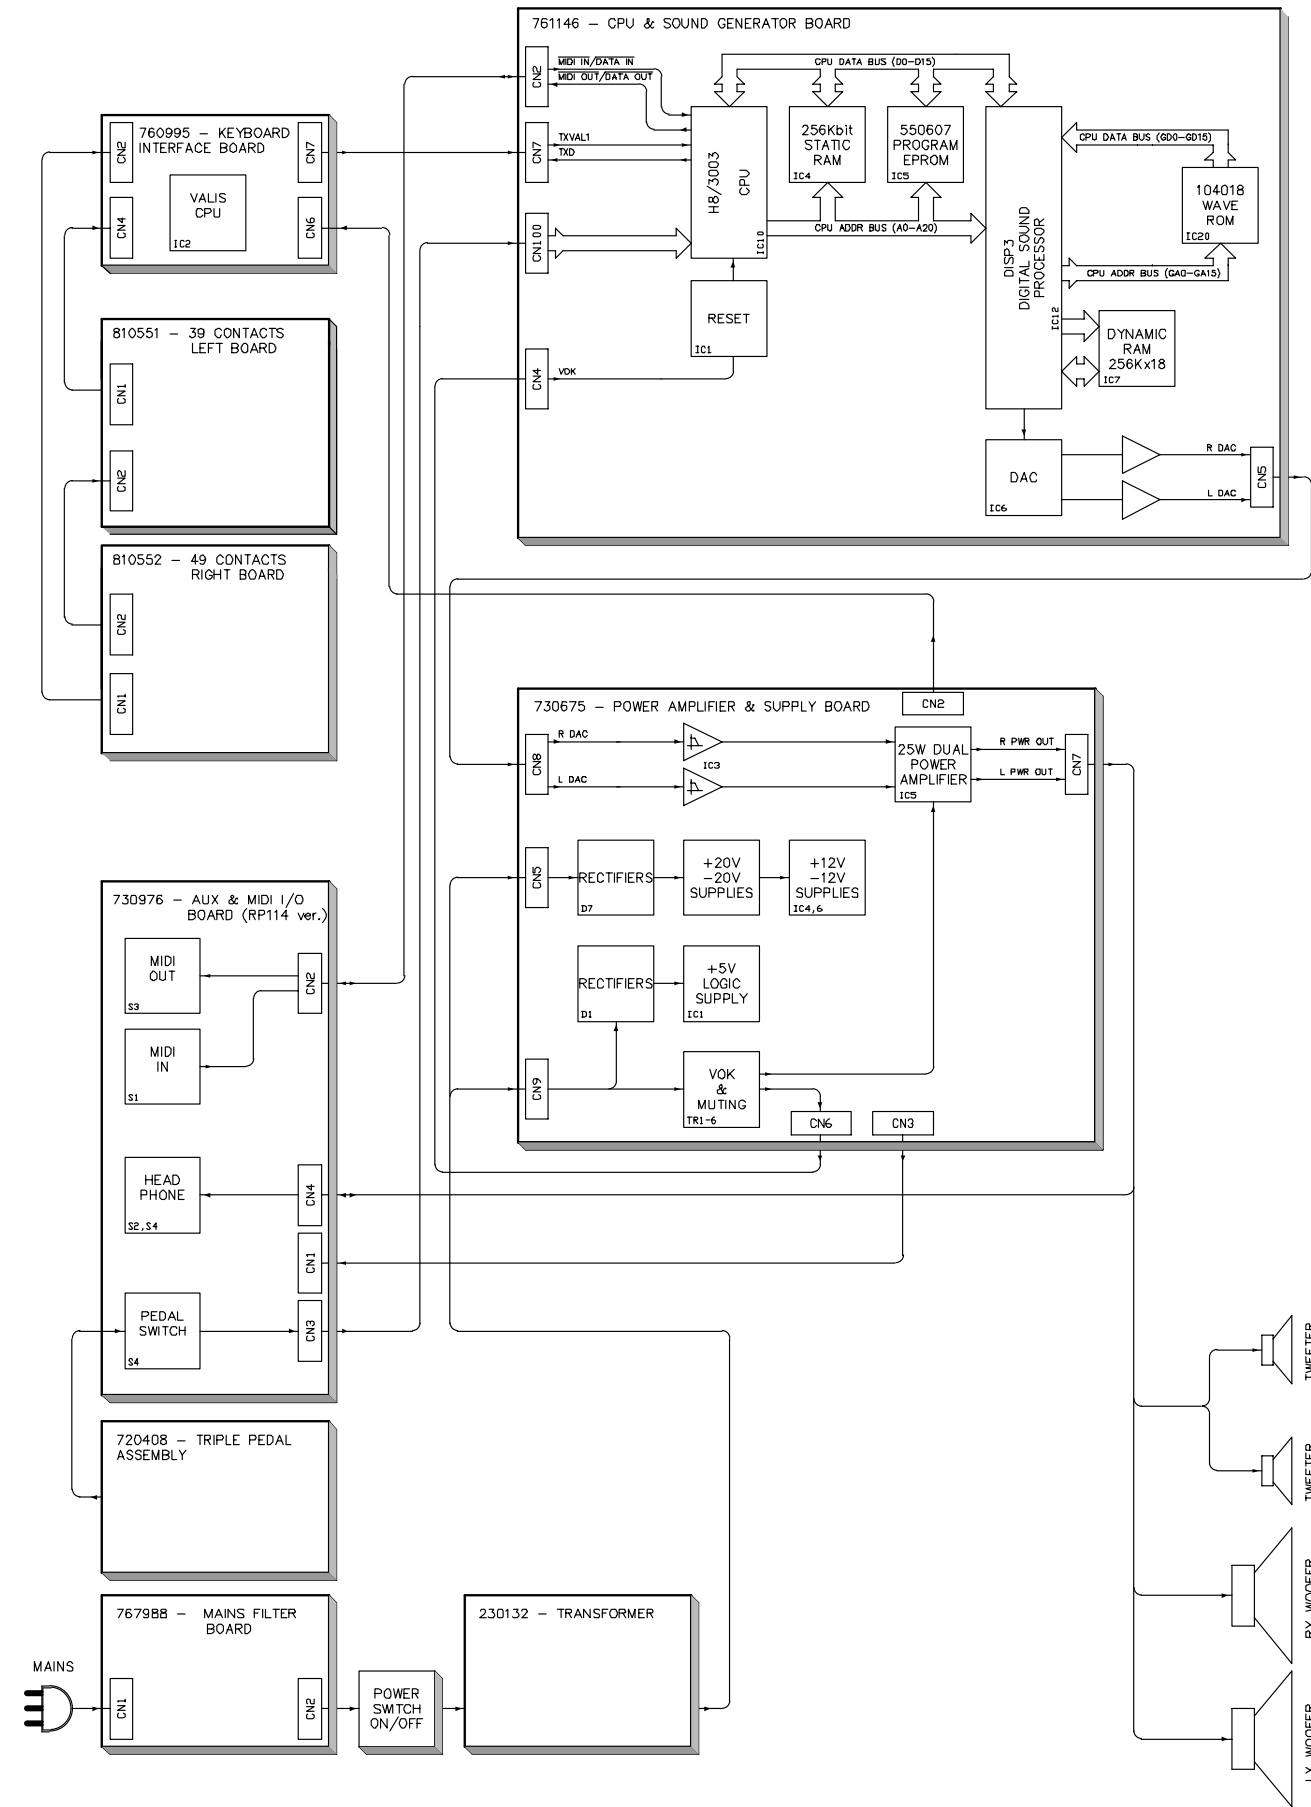 761146 – CPU & SOUND GENERATOR BOARD
CN2
MIDI IN/DATA IN
MIDI OUT/DATA OUT
CPU DATA BUS (D0–D15)
CN7
TXVAL1
TXD
H8/3003
CPU
IC10
256Kbit
STATIC
RAM
IC4
550607
PROGRAM
EPROM
IC5
CPU DATA BUS (GD0–GD15)
104018
WAVE
ROM
IC20
CN100
CPU ADDR BUS (A0–A20)
DISP3
DIGITAL SOUND
PROCESSOR
IC12
CPU ADDR BUS (GA0–GA15)
RESET
IC1
DYNAMIC
RAM
256Kx18
IC7
CN4
VOK
DAC
IC6
R DAC
L DAC
CN5
760995 – KEYBOARD
INTERFACE BOARD
CN2
CN7
VALIS
CPU
IC2
CN4
CN6
810551 – 39 CONTACTS
LEFT BOARD
CN1
CN2
810552 – 49 CONTACTS
RIGHT BOARD
CN2
CN1
730675 – POWER AMPLIFIER & SUPPLY BOARD
CN2
CN8
R DAC
L DAC
IC3
25W DUAL
POWER
AMPLIFIER
IC5
R PWR OUT
L PWR OUT
CN7
CN5
RECTIFIERS
D7
+20V
–20V
SUPPLIES
+12V
–12V
SUPPLIES
IC4,6
RECTIFIERS
D1
+5V
LOGIC
SUPPLY
IC1
CN9
VOK
&
MUTING
TR1–6
CN6
CN3
730976 – AUX & MIDI I/O
BOARD (RP114 ver.)
MIDI
OUT
S3
CN2
MIDI
IN
S1
HEAD
PHONE
S2,S4
CN4
CN1
PEDAL
SWITCH
S4
CN3
720408 – TRIPLE PEDAL
ASSEMBLY
767988 – MAINS FILTER
BOARD
MAINS
CN1
CN2
POWER
SWITCH
ON/OFF
230132 – TRANSFORMER
TWEETER
TWEETER
RX WOOFER
LX WOOFER